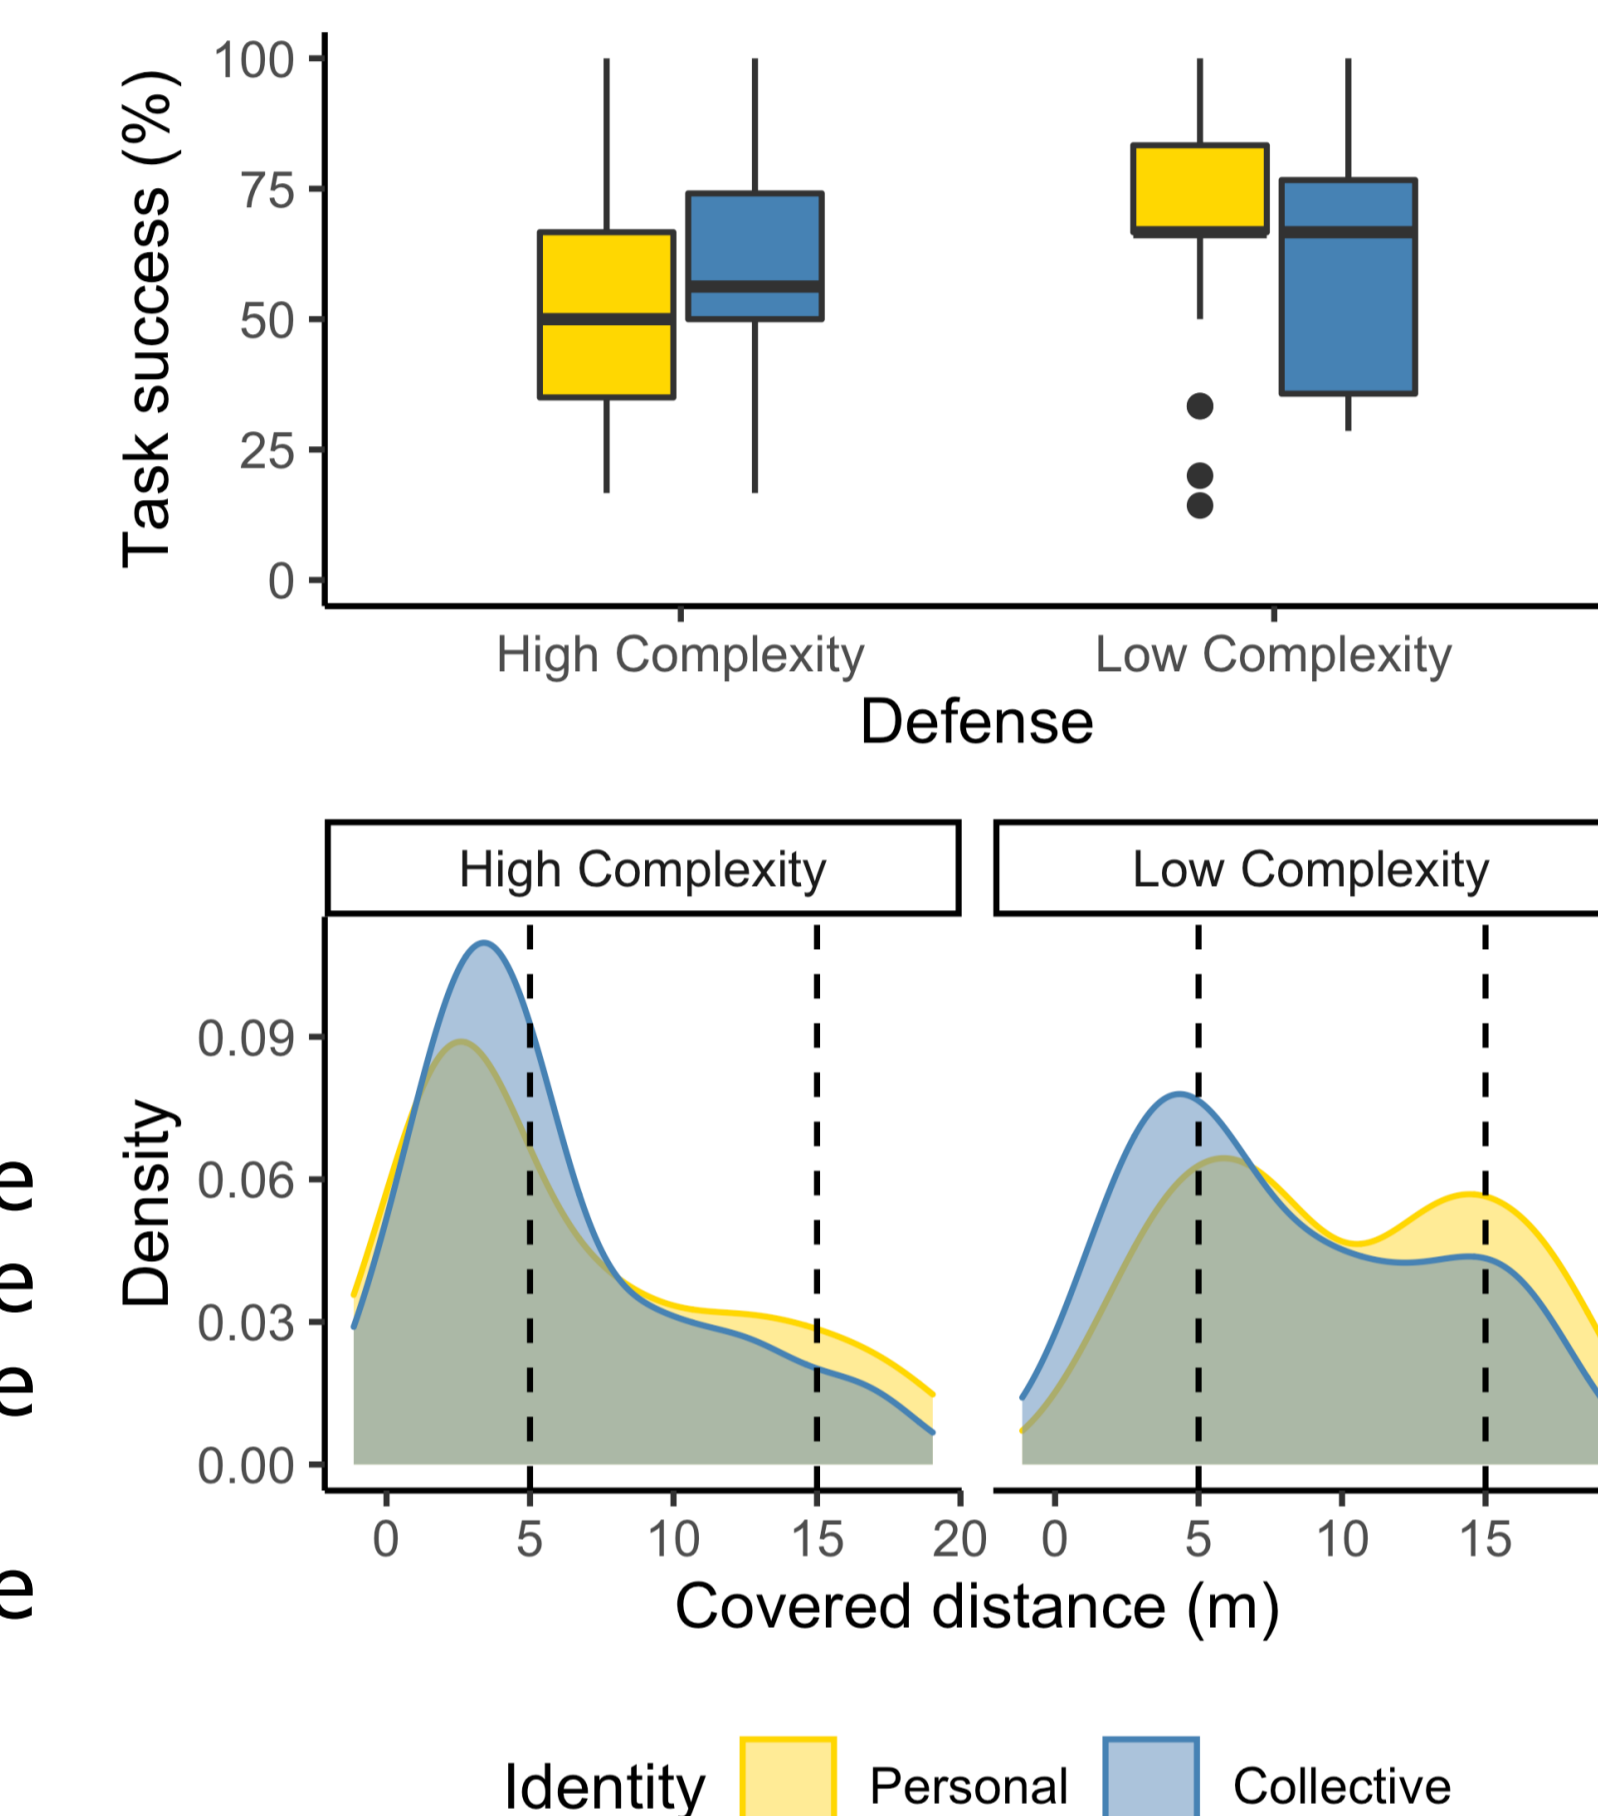 Task success (%)
100
75
50
25
0
High Complexity Low Complexity
Defense
High Complexity Low Complexity
Density
0.09
0.06
0.03
0.00
0 5 10 15 20 0 5 10 15
Covered distance (m)
Identity Personal Collective